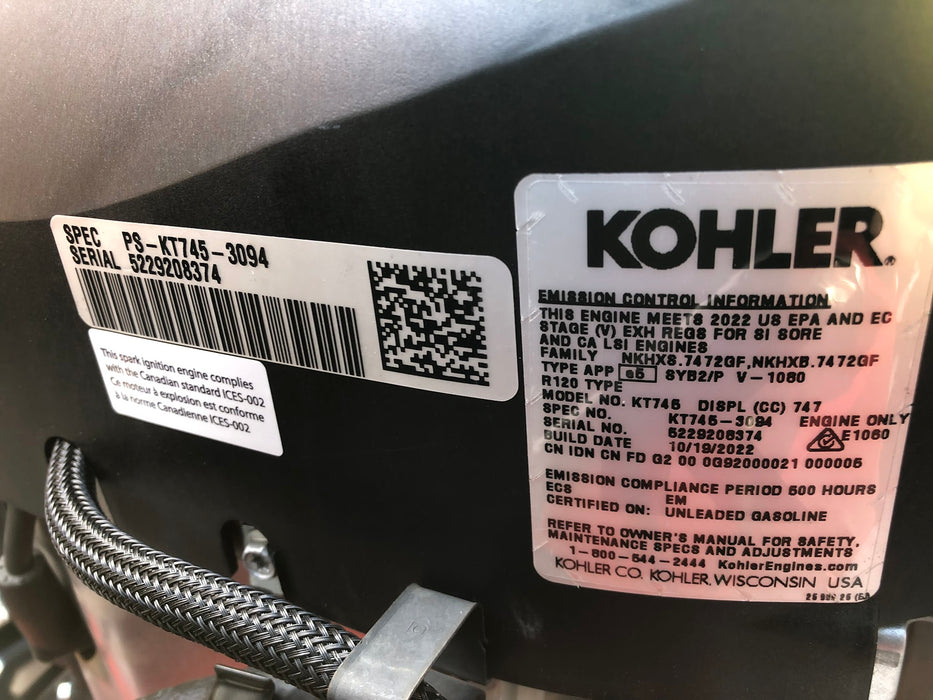 SPEC PS-KT745-3094
SERIAL 5229208374
This spark ignition engine complies
with the Canadian standard ICES-002
Ce moteur à explosion est conforme
à la norme Canadienne ICES-002
KOHLER®
EMISSION CONTROL INFORMATION
THIS ENGINE MEETS 2022 US EPA AND EC
STAGE (V) EXH REGS FOR SI SORE
AND CA LSI ENGINES
FAMILY NKHXS.7472GF,NKHXB.7472GF
TYPE APP e5 SYB2/P V-1060
R120 TYPE
MODEL NO. KT745 DISPL (CC) 747
SPEC NO. KT745-3094 ENGINE ONLY
SERIAL NO. 5229208374 E1060
BUILD DATE 10/19/2022
CN IDN CN FD G2 00 0G92000021 000005
EMISSION COMPLIANCE PERIOD 500 HOURS
ECS EM
CERTIFIED ON: UNLEADED GASOLINE
REFER TO OWNER'S MANUAL FOR SAFETY,
MAINTENANCE SPECS AND ADJUSTMENTS
1-800-544-2444 KohlerEngines.com
KOHLER CO. KOHLER, WISCONSIN USA